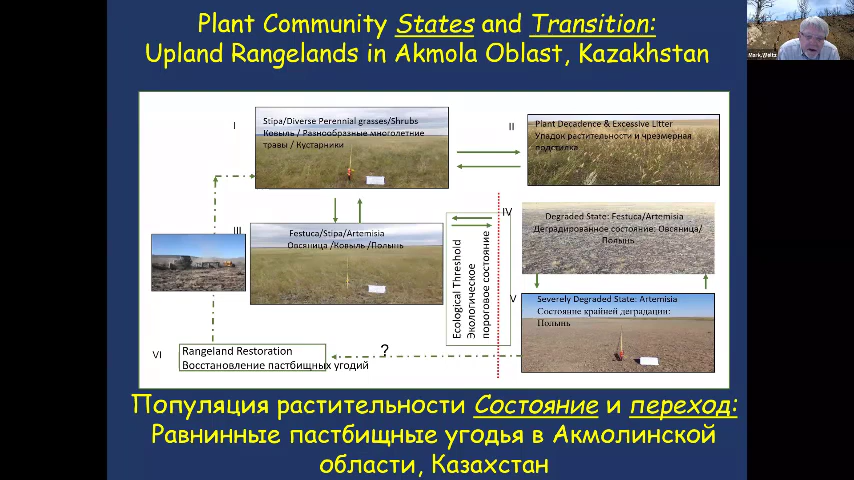 Plant Community States and Transition:
Upland Rangelands in Akmola Oblast, Kazakhstan
Mark.Weltz
I
Stipa/Diverse Perennial grasses/Shrubs
Ковыль / Разнообразные многолетние
травы / Кустарники
II
Plant Decadence & Excessive Litter
Упадок растительности и чрезмерная
подстилка
III
Festuca/Stipa/Artemisia
Овсяница /Ковыль /Полынь
Ecological Threshold
Экологическое
пороговое состояние
IV
Degraded State: Festuca/Artemisia
Деградированное состояние: Овсяница/
Полынь
V
Severely Degraded State: Artemisia
Состояние крайней деградации:
Полынь
VI
Rangeland Restoration
Восстановление пастбищных угодий
?
Популяция растительности Состояние и переход:
Равнинные пастбищные угодья в Акмолинской
области, Казахстан